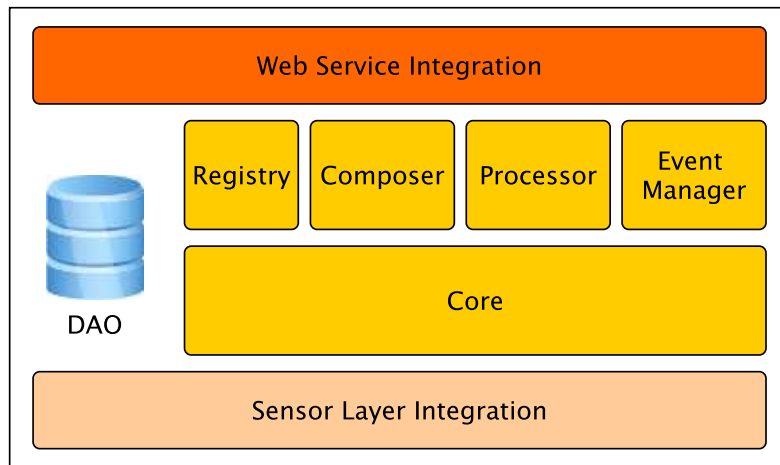 Web Service Integration
Registry
Composer
Processor
Event
Manager
DAO
Core
Sensor Layer Integration